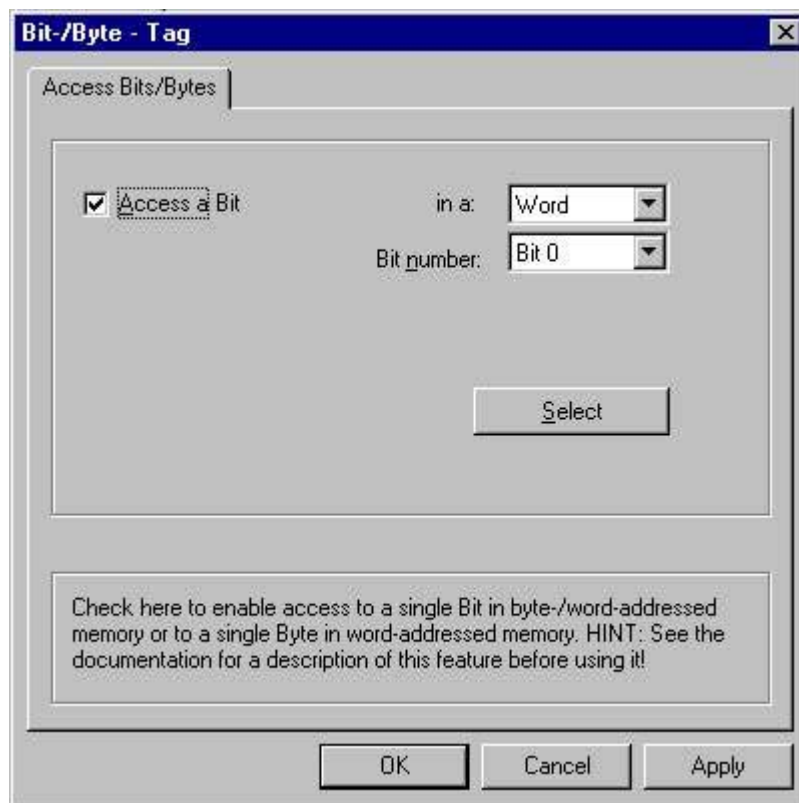 Bit-/Byte - Tag
Access Bits/Bytes
Access a Bit in a: Word
Bit number: Bit 0
Select
Check here to enable access to a single Bit in byte-/word-addressed
memory or to a single Byte in word-addressed memory. HINT: See the
documentation for a description of this feature before using it!
OK Cancel Apply